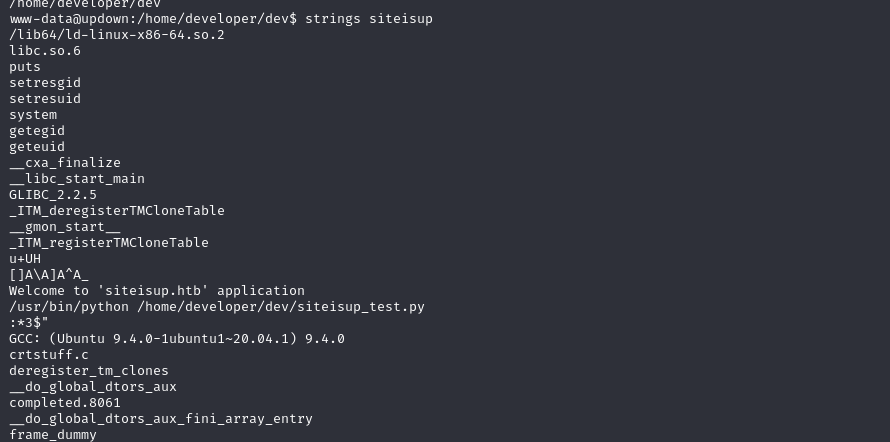 /home/developer/dev
www-data@updown:/home/developer/dev$ strings siteisup
/lib64/ld-linux-x86-64.so.2
libc.so.6
puts
setresgid
setresuid
system
getegid
geteuid
__cxa_finalize
__libc_start_main
GLIBC_2.2.5
_ITM_deregisterTMCloneTable
__gmon_start__
_ITM_registerTMCloneTable
u+UH
[]A\A]A^A_
Welcome to 'siteisup.htb' application
/usr/bin/python /home/developer/dev/siteisup_test.py
:*3$"
GCC: (Ubuntu 9.4.0-1ubuntu1~20.04.1) 9.4.0
crtstuff.c
deregister_tm_clones
__do_global_dtors_aux
completed.8061
__do_global_dtors_aux_fini_array_entry
frame_dummy